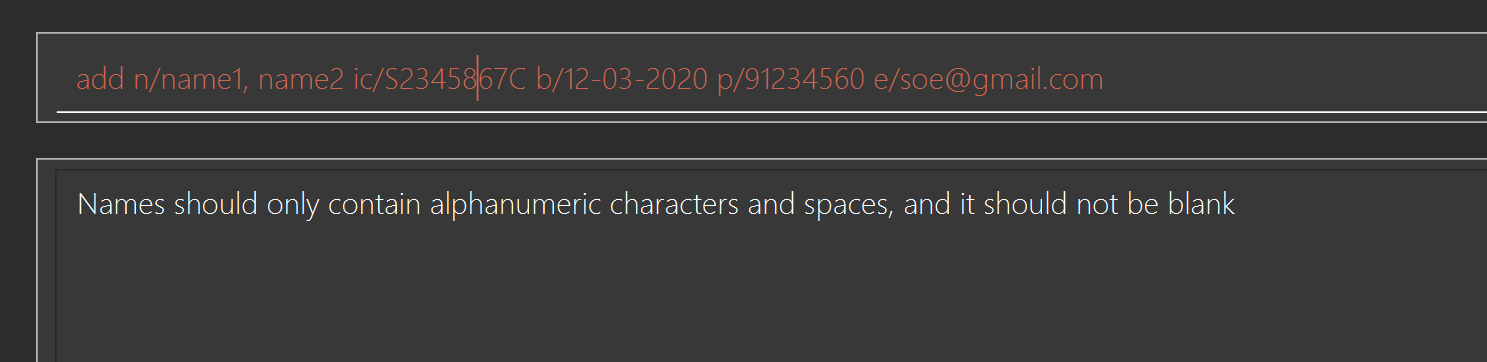 add n/name1, name2 ic/S2345867C b/12-03-2020 p/91234560 e/soe@gmail.com
Names should only contain alphanumeric characters and spaces, and it should not be blank